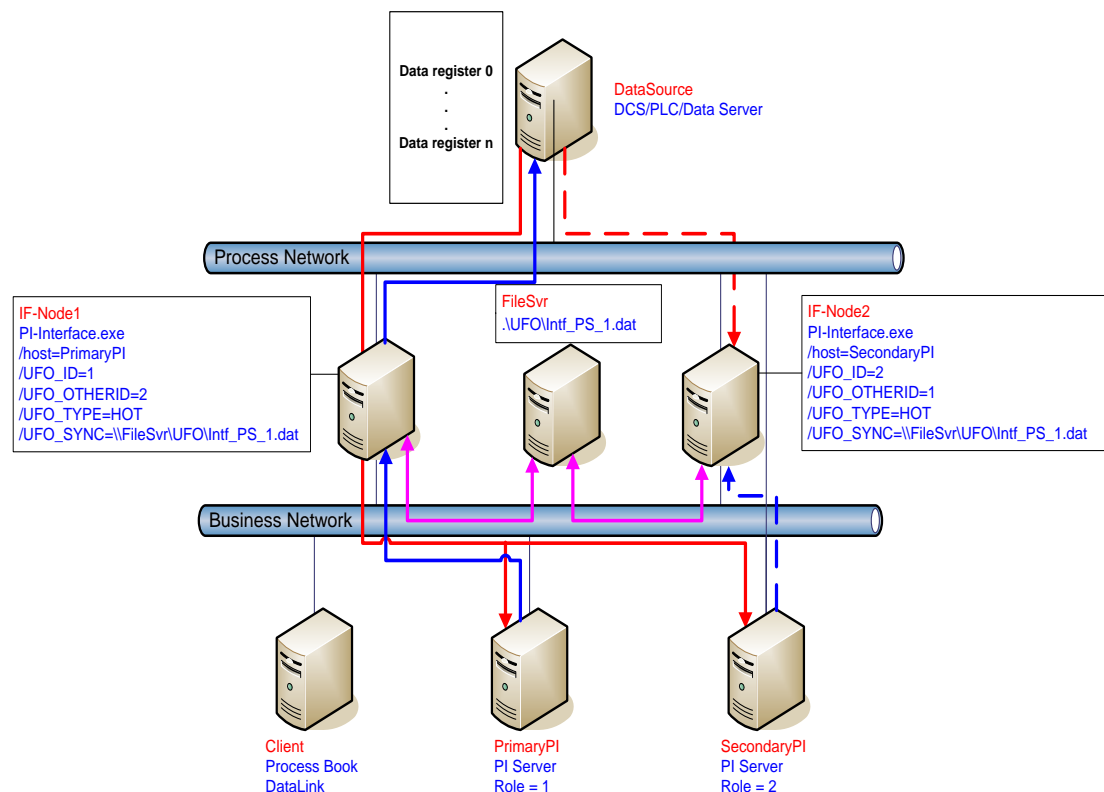 Data register 0
.
.
.
Data register n
DataSource
DCS/PLC/Data Server
Process Network
IF-Node1
PI-Interface.exe
/host=PrimaryPI
/UFO_ID=1
/UFO_OTHERID=2
/UFO_TYPE=HOT
/UFO_SYNC=\\FileSvr\UFO\Intf_PS_1.dat
FileSvr
.\UFO\Intf_PS_1.dat
IF-Node2
PI-Interface.exe
/host=SecondaryPI
/UFO_ID=2
/UFO_OTHERID=1
/UFO_TYPE=HOT
/UFO_SYNC=\\FileSvr\UFO\Intf_PS_1.dat
Business Network
Client
Process Book
DataLink
PrimaryPI
PI Server
Role = 1
SecondaryPI
PI Server
Role = 2